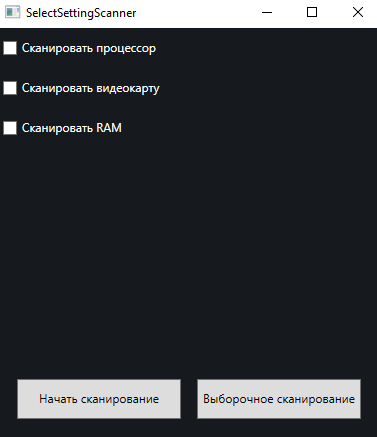 SelectSettingScanner
Сканировать процессор
Сканировать видеокарту
Сканировать RAM
Начать сканирование
Выборочное сканирование